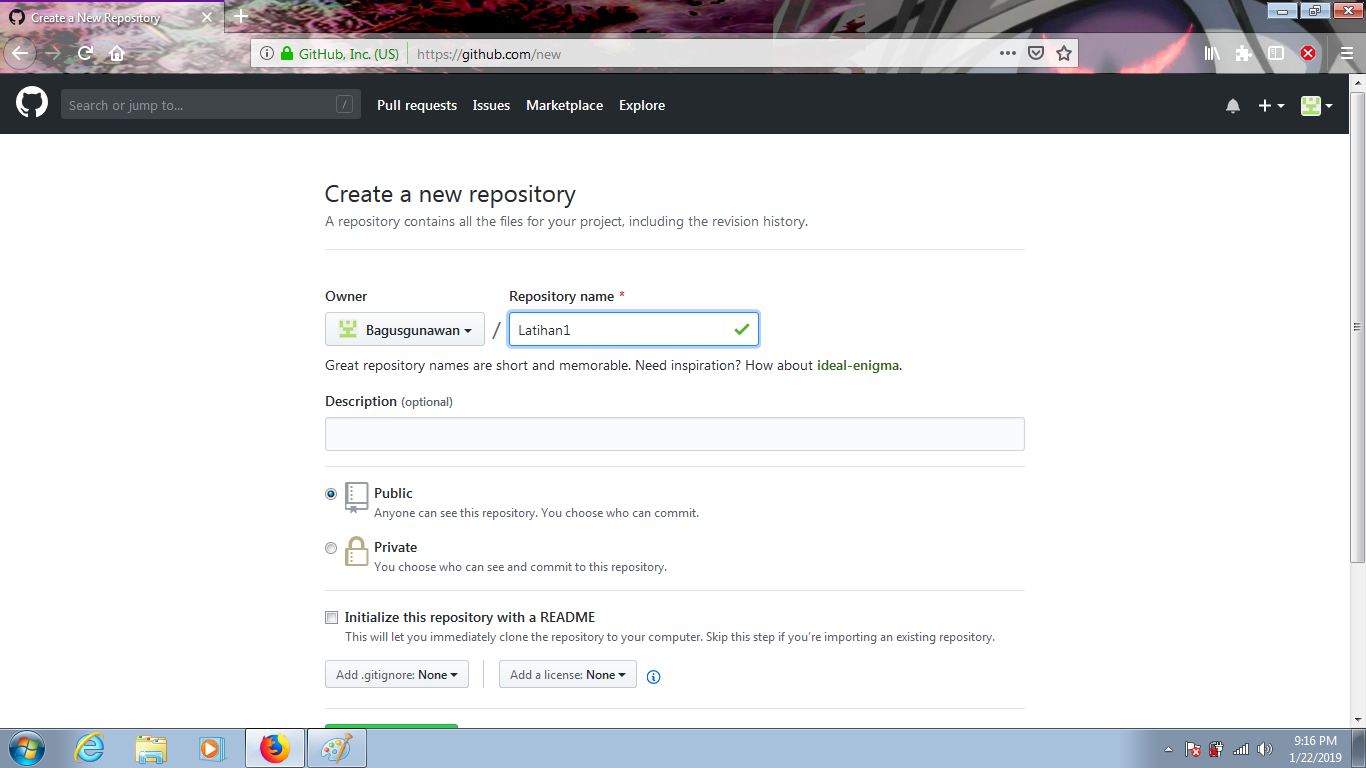 Create a New Repository
GitHub, Inc. (US)
https://github.com/new
Search or jump to...
/
Pull requests
Issues
Marketplace
Explore
Create a new repository
A repository contains all the files for your project, including the revision history.
Owner
Repository name *
Bagusgunawan
/
Latihan1
Great repository names are short and memorable. Need inspiration? How about ideal-enigma.
Description (optional)
Public
Anyone can see this repository. You choose who can commit.
Private
You choose who can see and commit to this repository.
Initialize this repository with a README
This will let you immediately clone the repository to your computer. Skip this step if you’re importing an existing repository.
Add .gitignore: None
Add a license: None
9:16 PM
1/22/2019